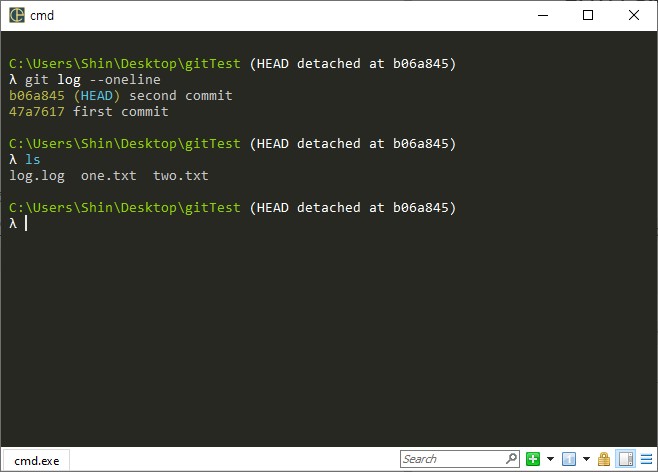 cmd
C:\Users\Shin\Desktop\gitTest (HEAD detached at b06a845)
λ git log --oneline
b06a845 (HEAD) second commit
47a7617 first commit
C:\Users\Shin\Desktop\gitTest (HEAD detached at b06a845)
λ ls
log.log  one.txt  two.txt
C:\Users\Shin\Desktop\gitTest (HEAD detached at b06a845)
λ
cmd.exe
Search